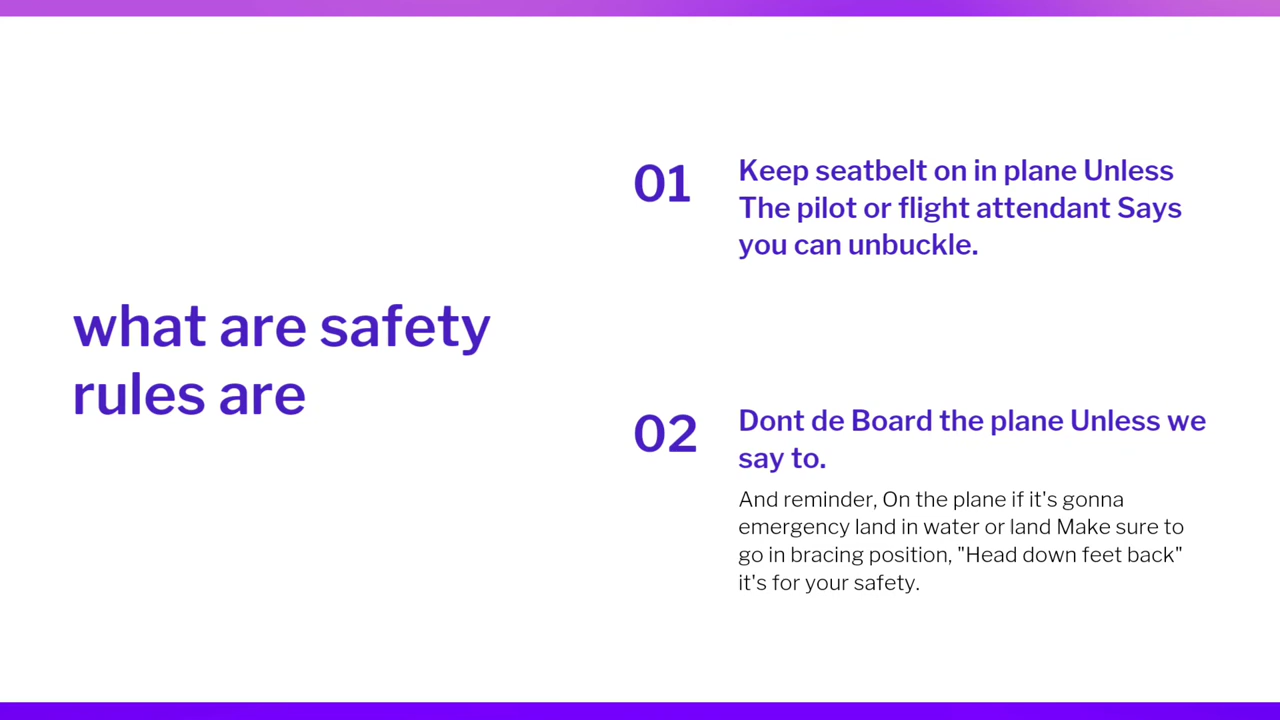 what are safety
rules are
01
Keep seatbelt on in plane Unless
The pilot or flight attendant Says
you can unbuckle.
02
Dont de Board the plane Unless we
say to.
And reminder, On the plane if it's gonna
emergency land in water or land Make sure to
go in bracing position, "Head down feet back"
it's for your safety.